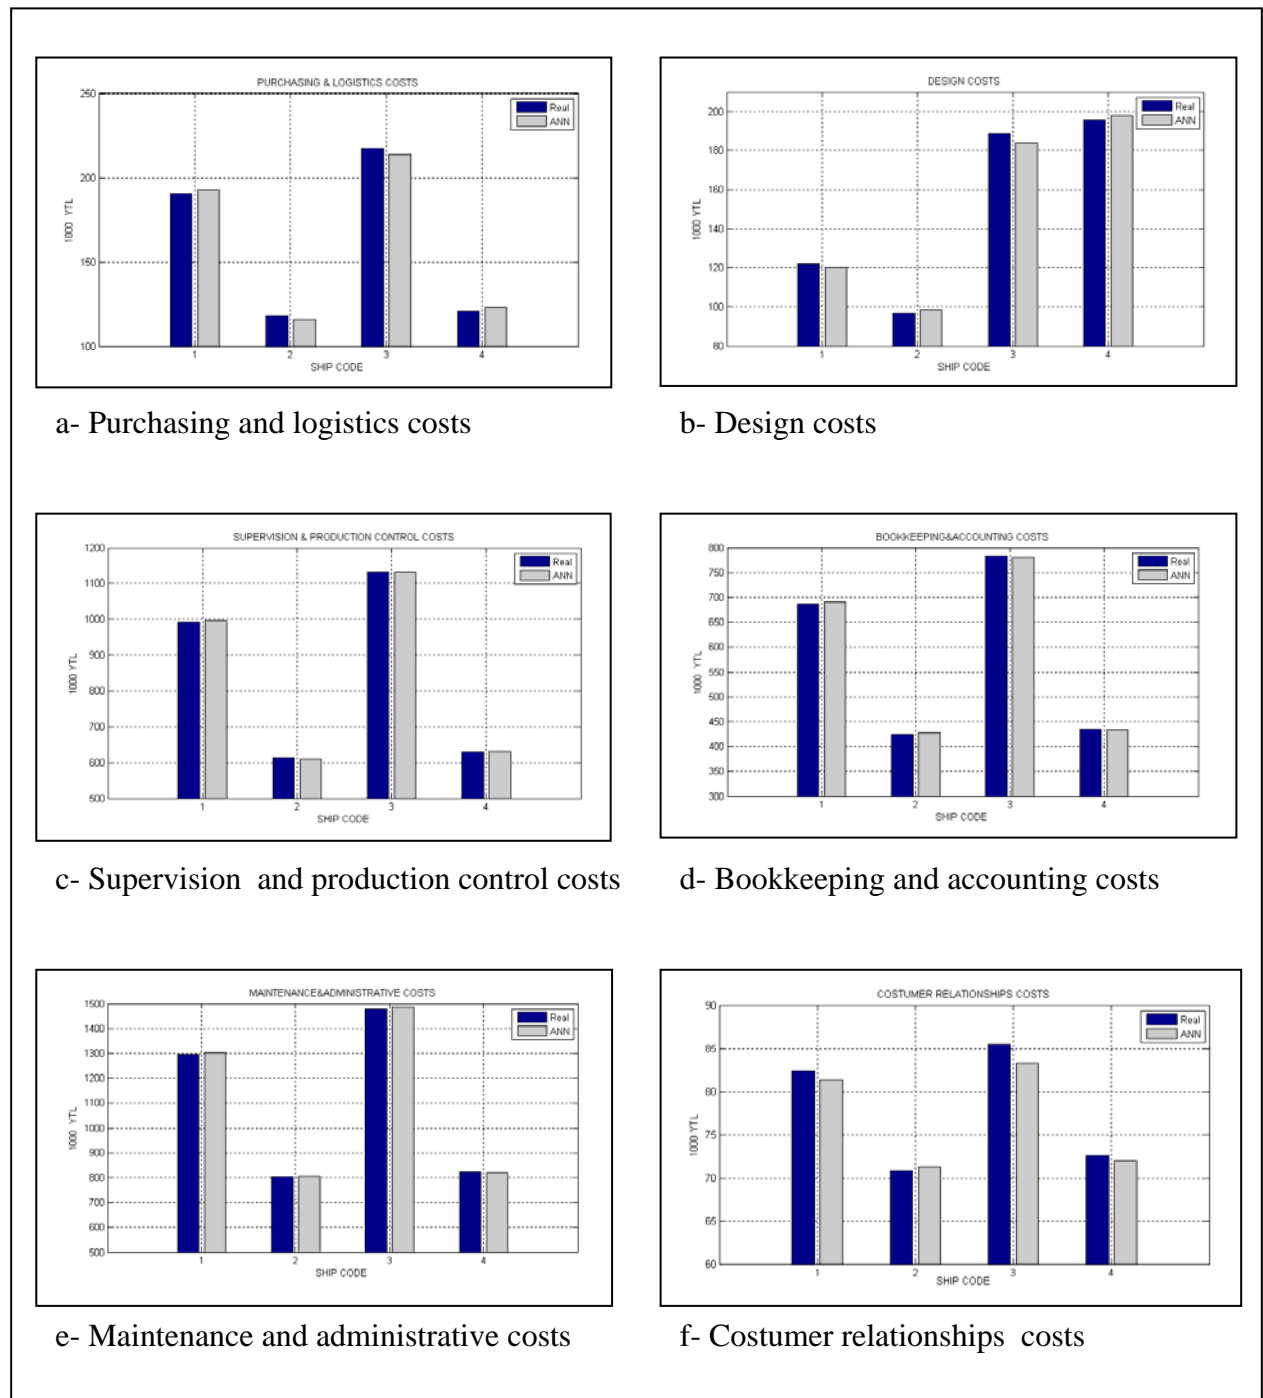 PURCHASING & LOGISTICS COSTS
250
200
150
100
1000 YTL
Real
ANN
1 2 3 4
SHIP CODE
a- Purchasing and logistics costs
DESIGN COSTS
200
180
160
140
120
100
80
1000 YTL
Real
ANN
1 2 3 4
SHIP CODE
b- Design costs
SUPERVISION & PRODUCTION CONTROL COSTS
1200
1100
1000
900
800
700
600
500
1000 YTL
Real
ANN
1 2 3 4
SHIP CODE
c- Supervision and production control costs
BOOKKEEPING&ACCOUNTING COSTS
800
750
700
650
600
550
500
450
400
350
300
1000 YTL
Real
ANN
1 2 3 4
SHIP CODE
d- Bookkeeping and accounting costs
MAINTENANCE&ADMINISTRATIVE COSTS
1500
1400
1300
1200
1100
1000
900
800
700
600
500
1000 YTL
Real
ANN
1 2 3 4
SHIP CODE
e- Maintenance and administrative costs
COSTUMER RELATIONSHIPS COSTS
90
85
80
75
70
65
60
1000 YTL
Real
ANN
1 2 3 4
SHIP CODE
f- Costumer relationships costs